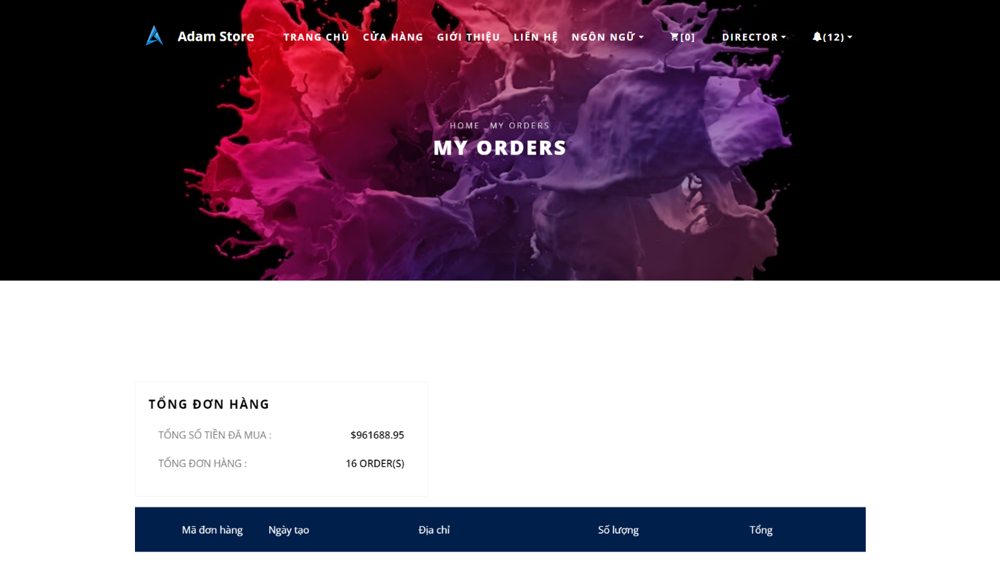 Adam Store TRANG CHỦ CỬA HÀNG GIỚI THIỆU LIÊN HỆ NGÔN NGỮ [0] DIRECTOR (12)
HOME MY ORDERS
MY ORDERS
TỔNG ĐƠN HÀNG
TỔNG SỐ TIỀN ĐÃ MUA : $961688.95
TỔNG ĐƠN HÀNG : 16 ORDER(S)
Mã đơn hàng Ngày tạo Địa chỉ Số lượng Tổng